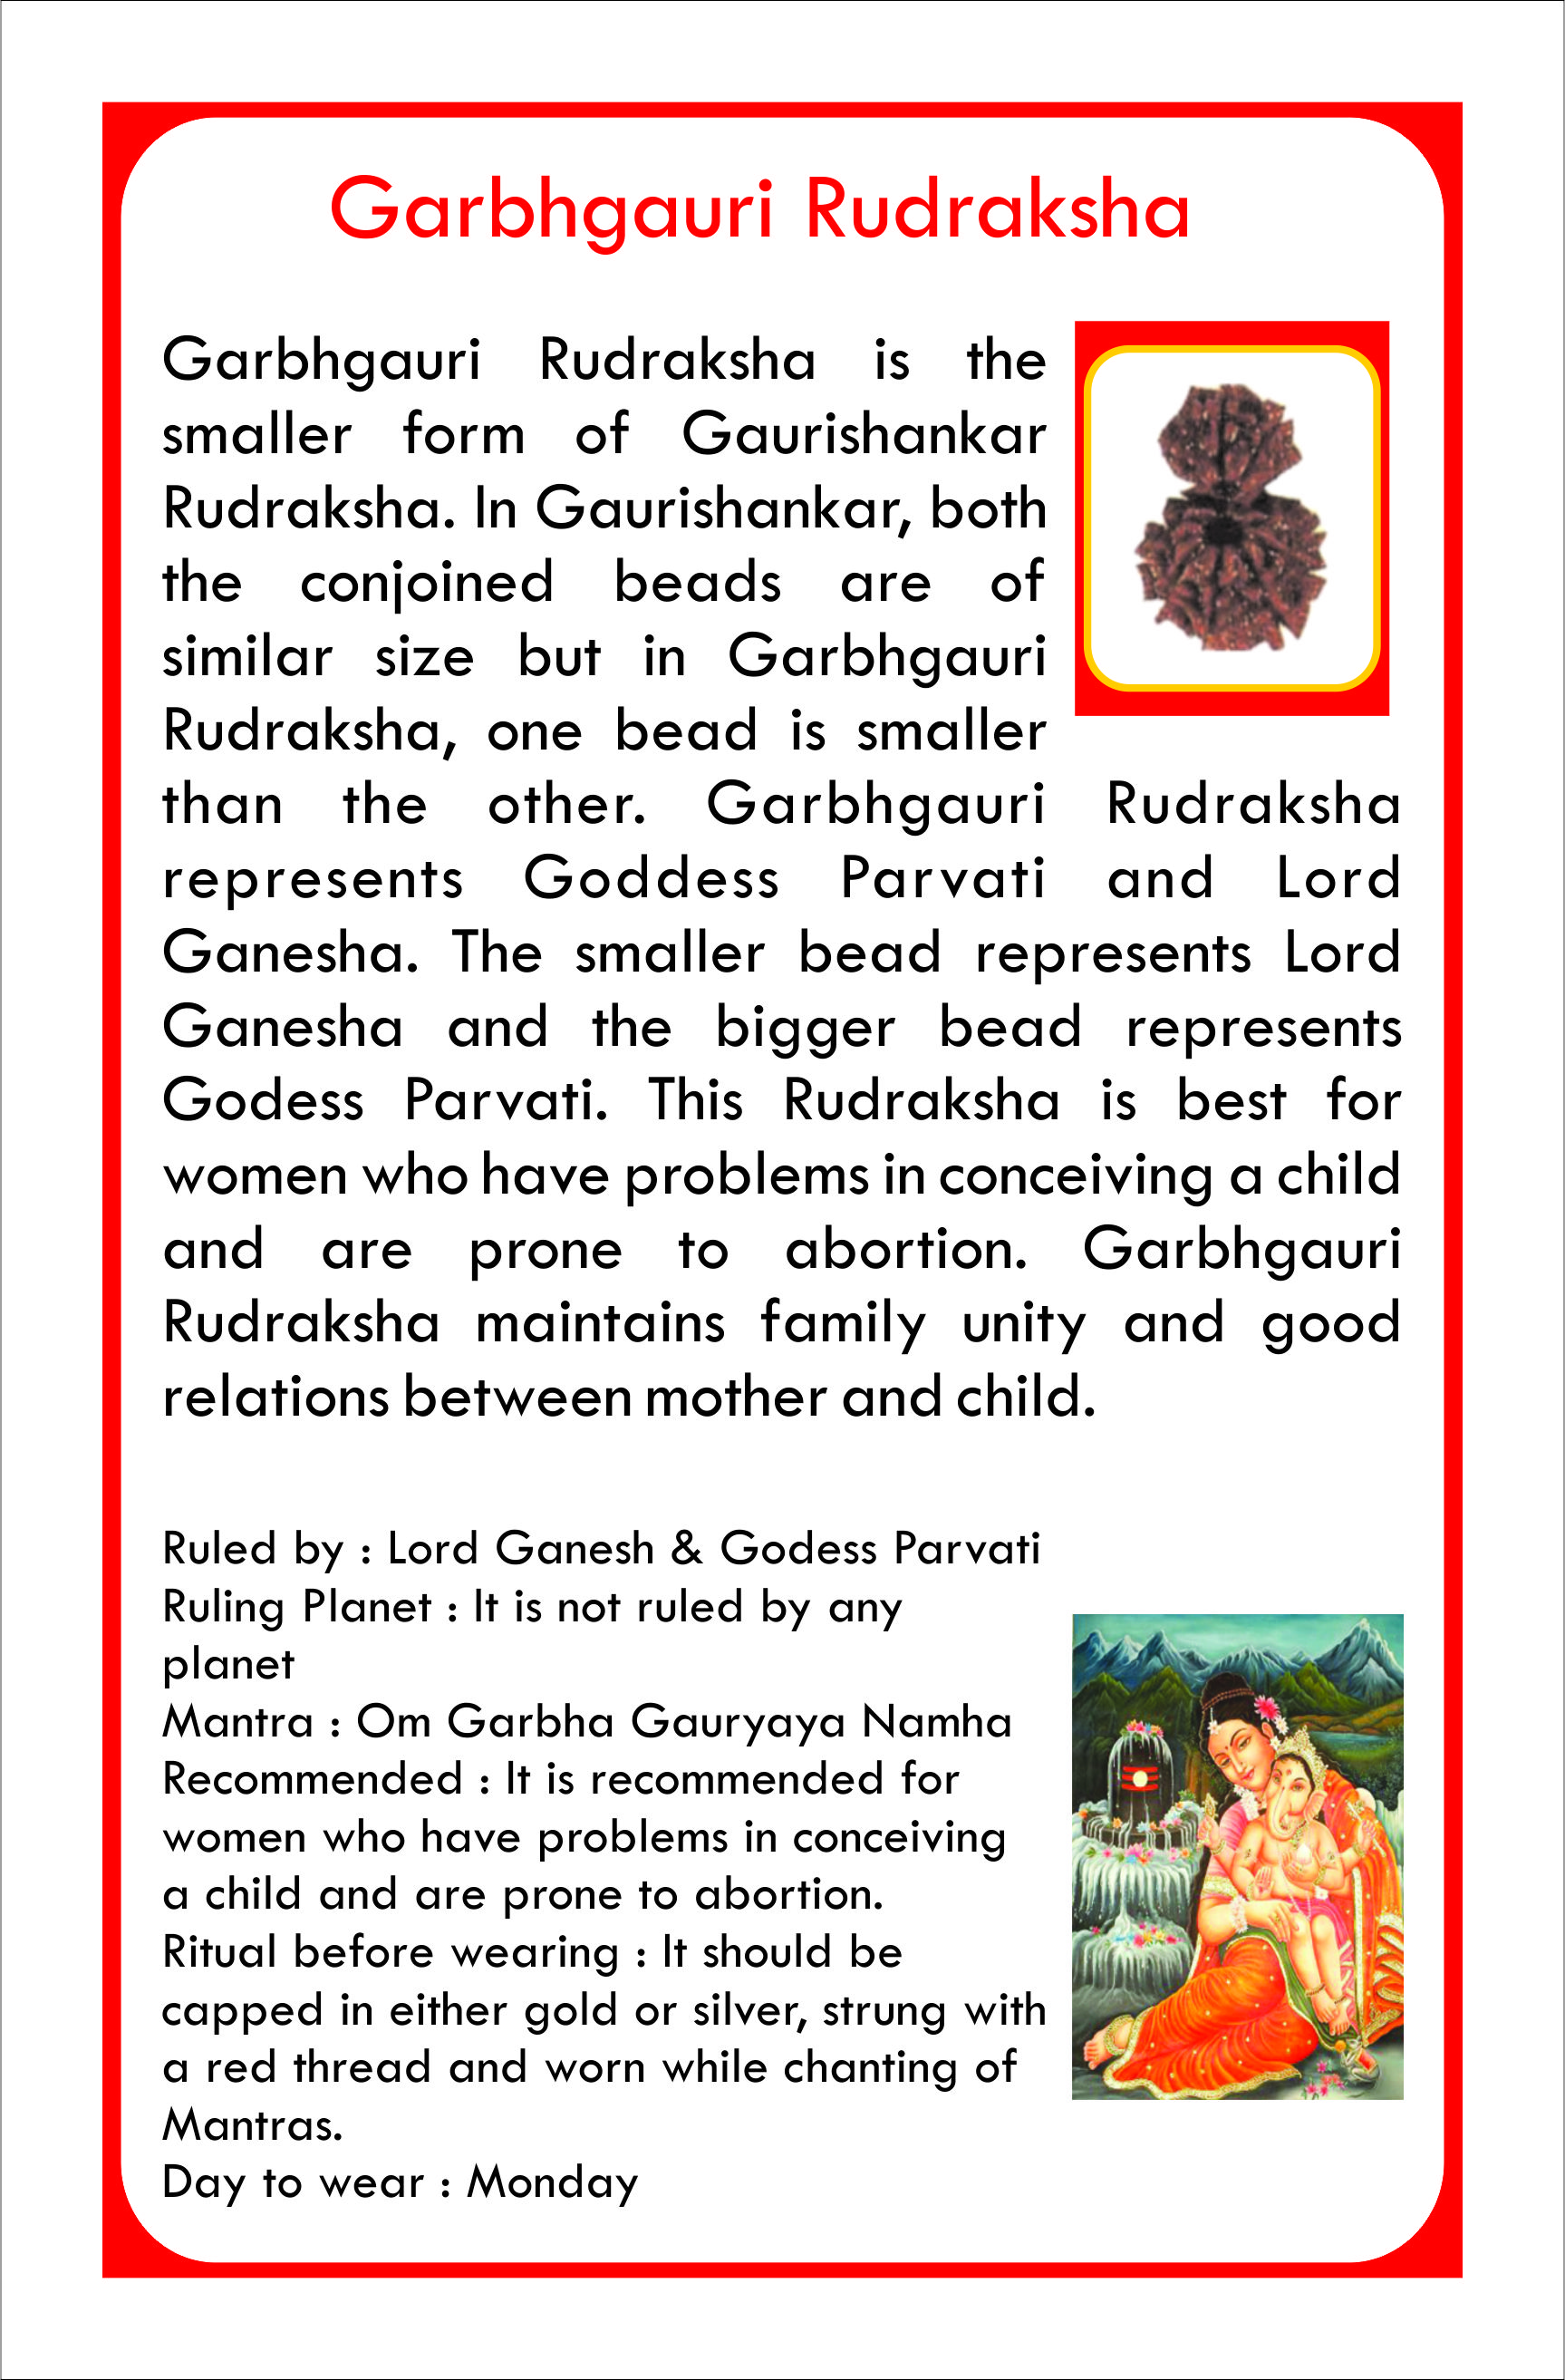 Garbhgauri Rudraksha
Garbhgauri Rudraksha is the
smaller form of Gaurishankar
Rudraksha. In Gaurishankar, both
the conjoined beads are of
similar size but in Garbhgauri
Rudraksha, one bead is smaller
than the other. Garbhgauri Rudraksha
represents Goddess Parvati and Lord
Ganesha. The smaller bead represents Lord
Ganesha and the bigger bead represents
Godess Parvati. This Rudraksha is best for
women who have problems in conceiving a child
and are prone to abortion. Garbhgauri
Rudraksha maintains family unity and good
relations between mother and child.
Ruled by : Lord Ganesh & Godess Parvati
Ruling Planet : It is not ruled by any
planet
Mantra : Om Garbha Gauryaya Namha
Recommended : It is recommended for
women who have problems in conceiving
a child and are prone to abortion.
Ritual before wearing : It should be
capped in either gold or silver, strung with
a red thread and worn while chanting of
Mantras.
Day to wear : Monday